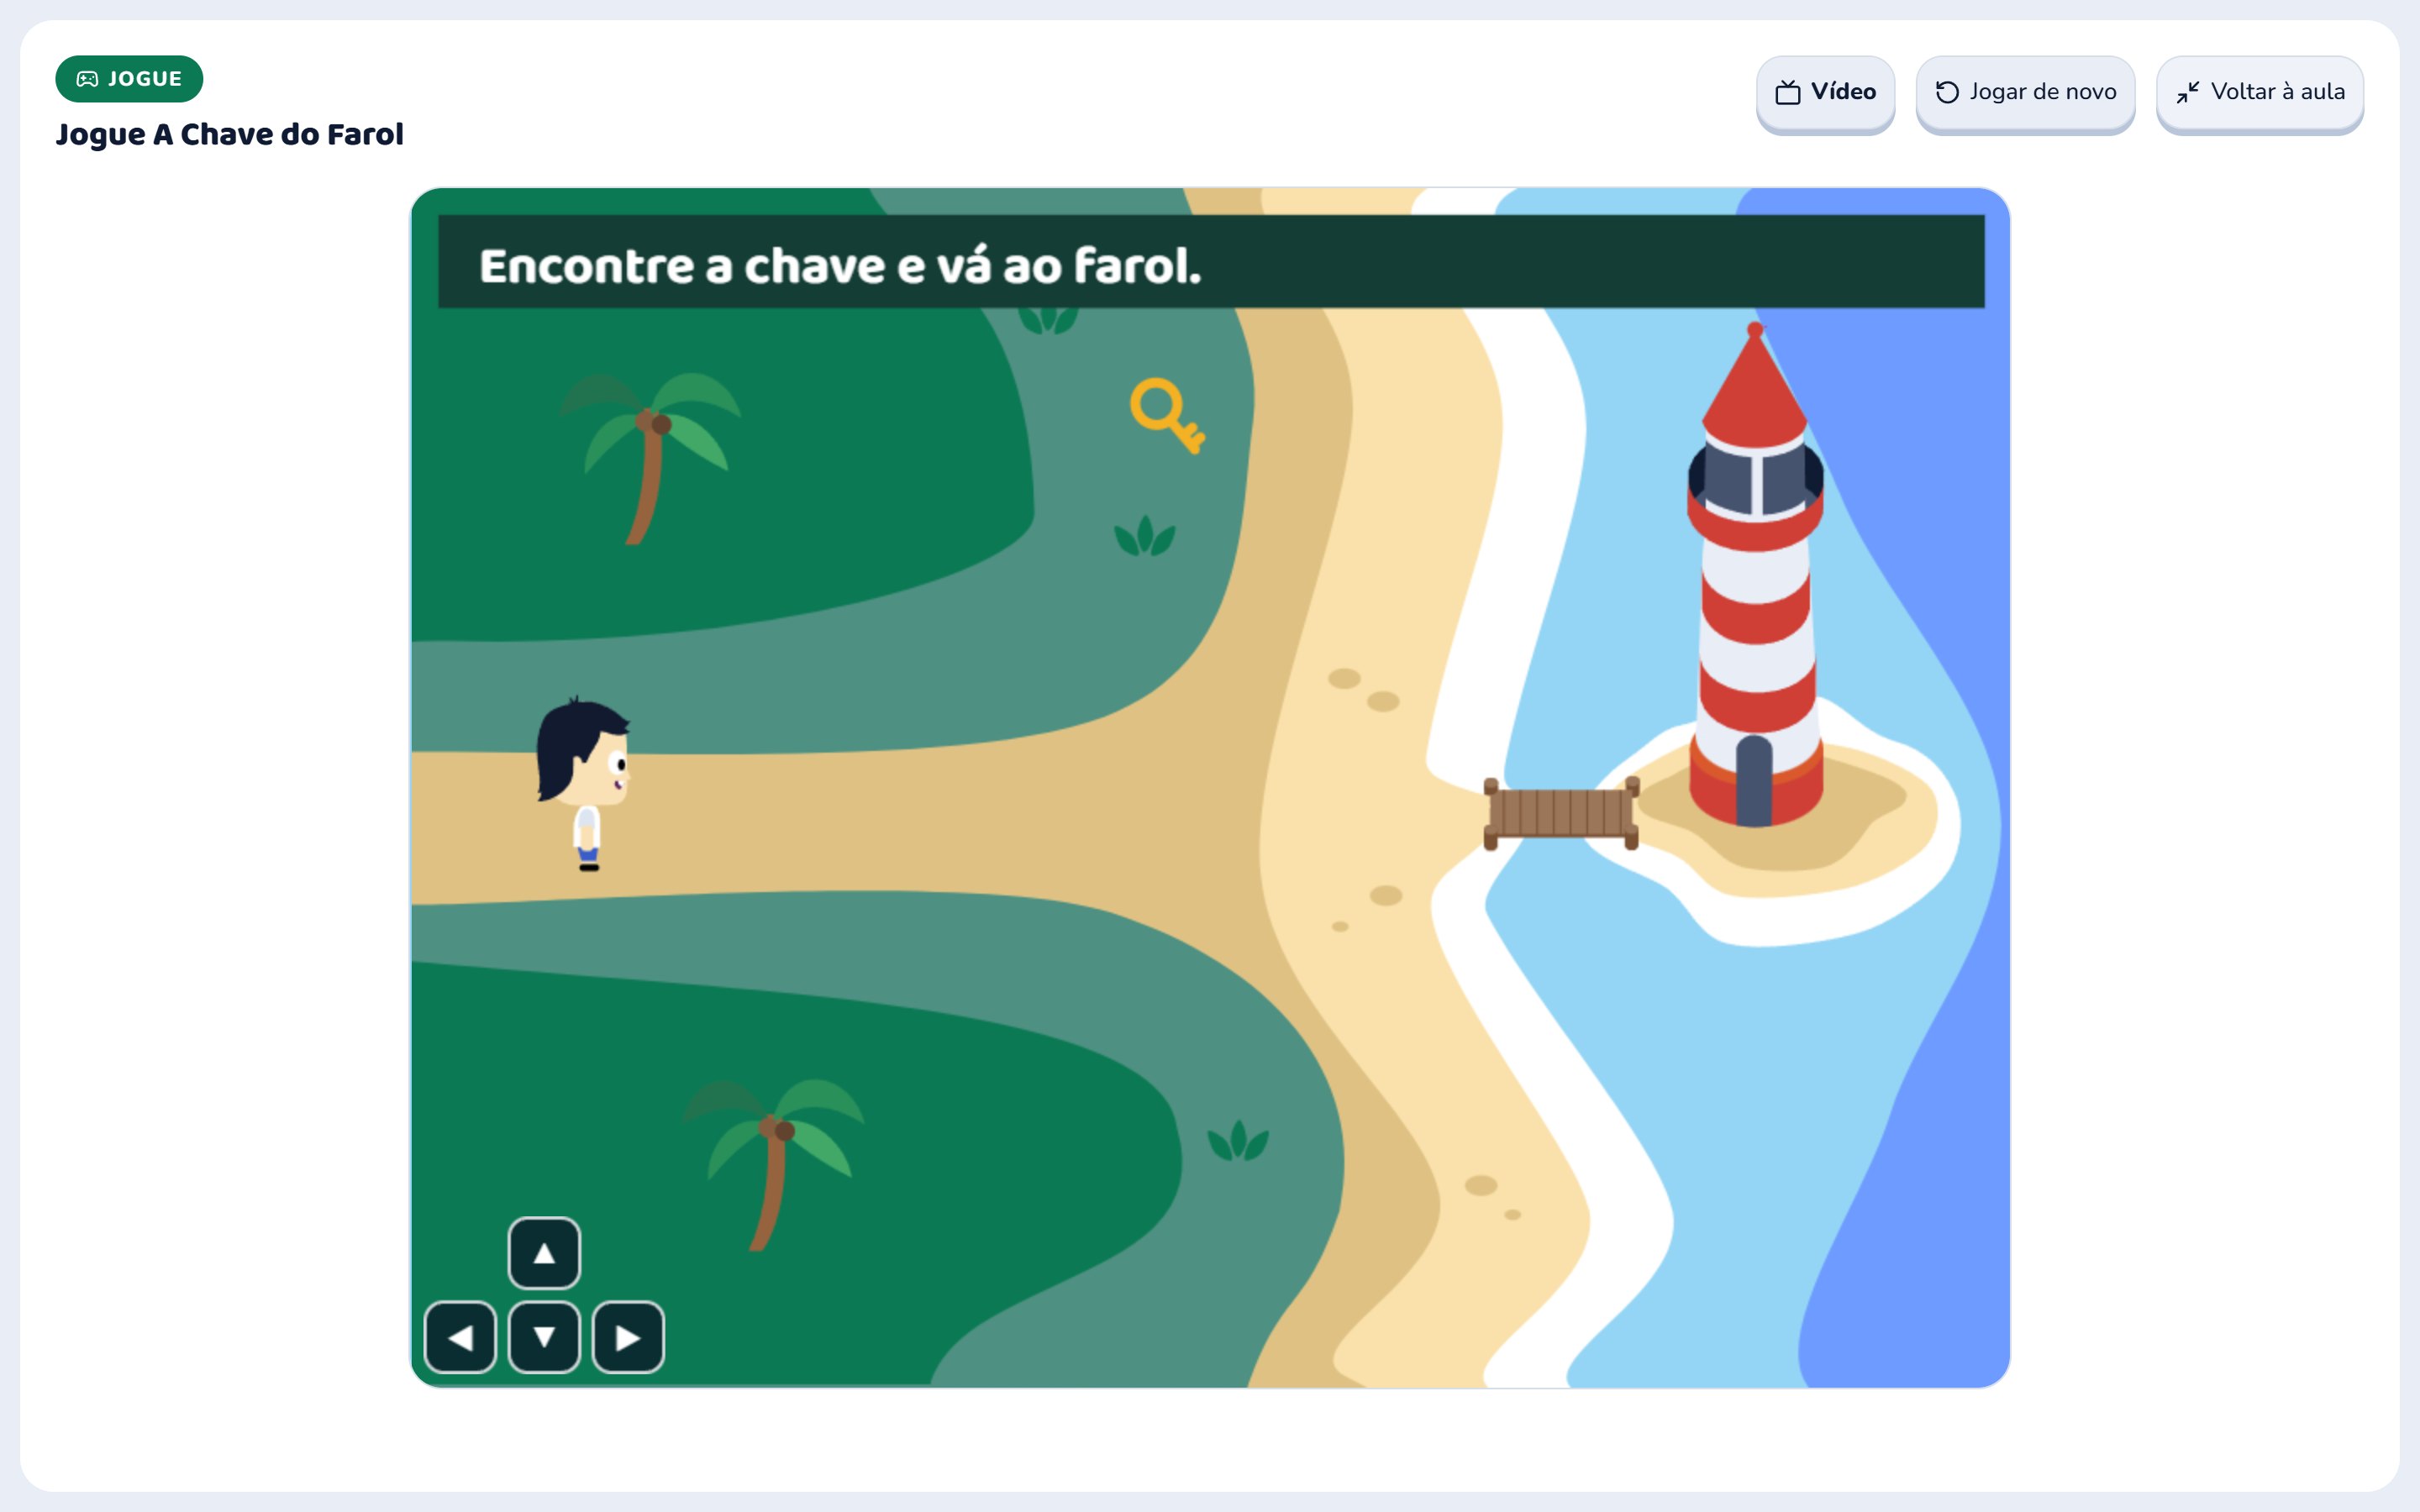 JOGUE
Jogue A Chave do Farol
Vídeo
Jogar de novo
Voltar à aula
Encontre a chave e vá ao farol.